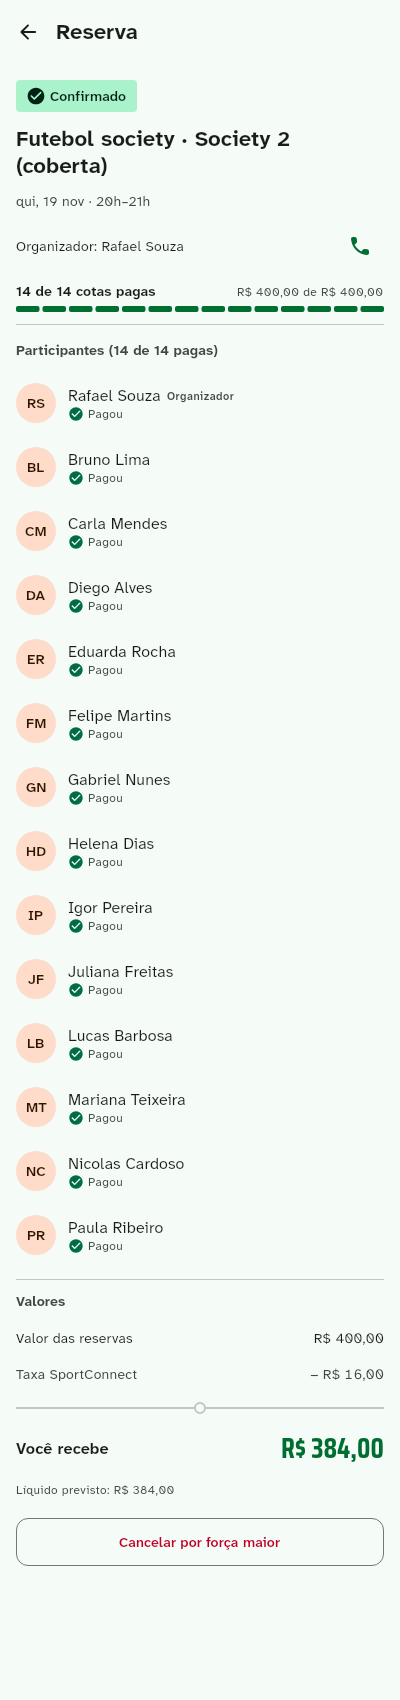 Reserva
Confirmado
Futebol society · Society 2
(coberta)
qui, 19 nov · 20h–21h
Organizador: Rafael Souza
14 de 14 cotas pagas
R$ 400,00 de R$ 400,00
Participantes (14 de 14 pagas)
RS
Rafael Souza Organizador
Pagou
BL
Bruno Lima
Pagou
CM
Carla Mendes
Pagou
DA
Diego Alves
Pagou
ER
Eduarda Rocha
Pagou
FM
Felipe Martins
Pagou
GN
Gabriel Nunes
Pagou
HD
Helena Dias
Pagou
IP
Igor Pereira
Pagou
JF
Juliana Freitas
Pagou
LB
Lucas Barbosa
Pagou
MT
Mariana Teixeira
Pagou
NC
Nicolas Cardoso
Pagou
PR
Paula Ribeiro
Pagou
Valores
Valor das reservas
R$ 400,00
Taxa SportConnect
– R$ 16,00
Você recebe
R$ 384,00
Líquido previsto: R$ 384,00
Cancelar por força maior